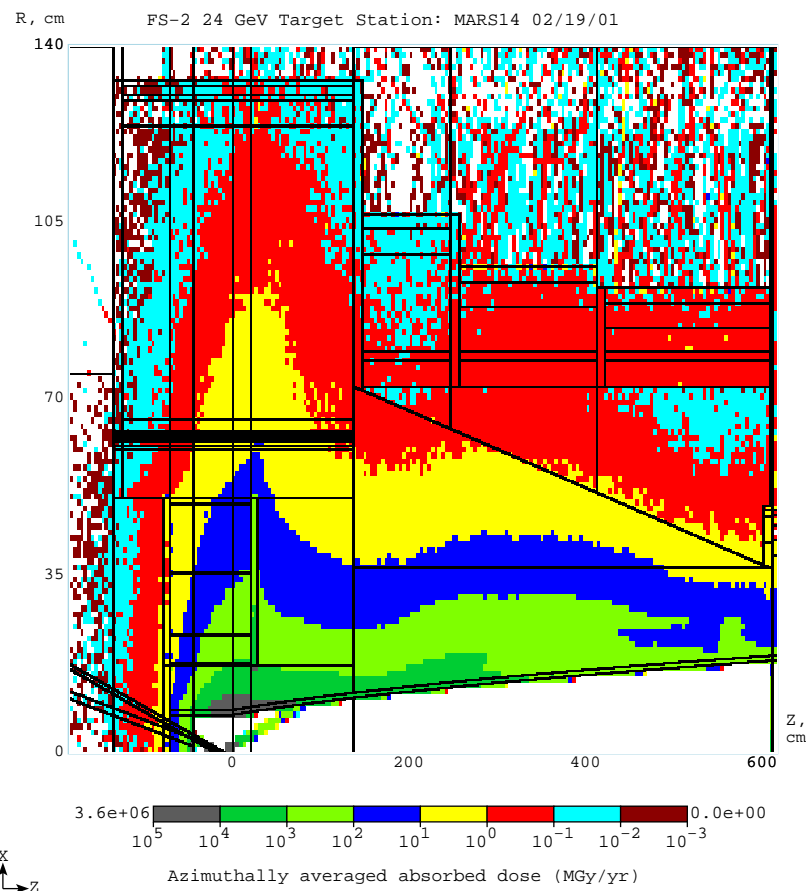 R, cm FS-2 24 GeV Target Station: MARS14 02/19/01
140
105
70
35
0
Z, cm
0 200 400 600
3.6e+06 0.0e+00
10^5 10^4 10^3 10^2 10^1 10^0 10^-1 10^-2 10^-3
Azimuthally averaged absorbed dose (MGy/yr)
X
Z